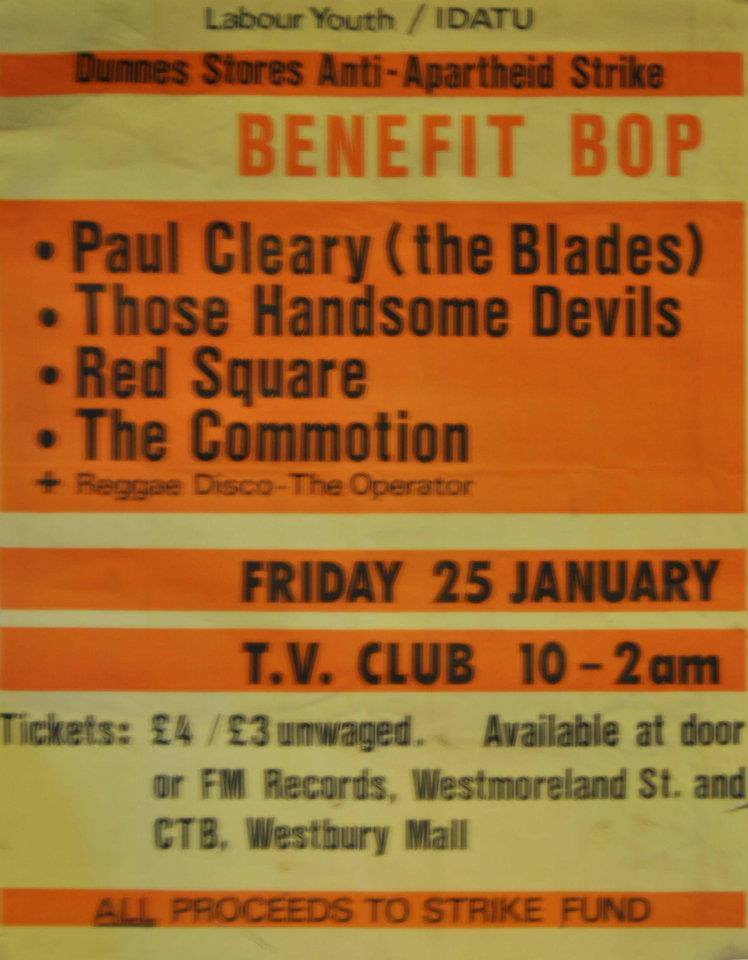 Labour Youth / IDATU
Dunnes Stores Anti-Apartheid Strike
BENEFIT BOP
• Paul Cleary (the Blades)
• Those Handsome Devils
• Red Square
• The Commotion
+ Reggae Disco-The Operator
FRIDAY 25 JANUARY
T.V. CLUB 10 – 2am
Tickets: £4 / £3 unwaged. Available at door
or FM Records, Westmoreland St. and
CTB, Westbury Mall
ALL PROCEEDS TO STRIKE FUND